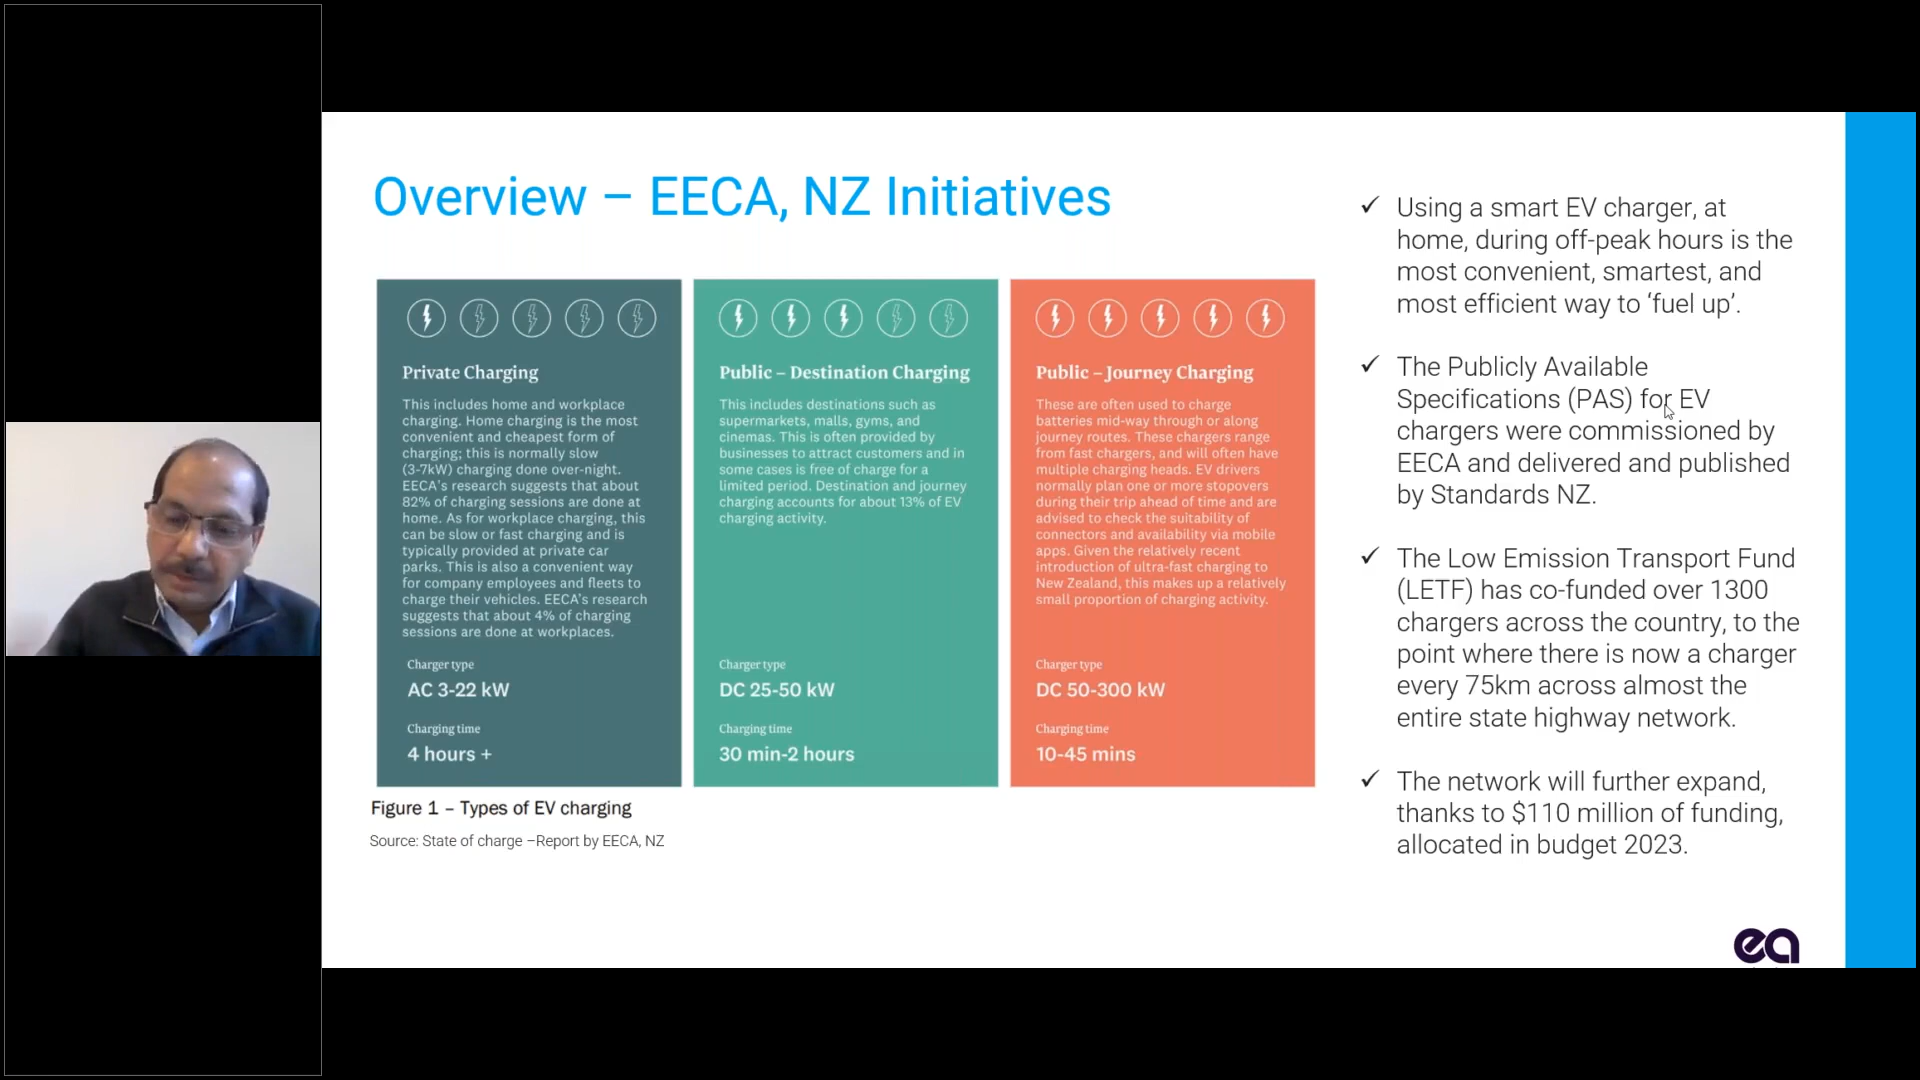 Overview – EECA, NZ Initiatives
Private Charging
This includes home and workplace
charging. Home charging is the most
convenient and cheapest form of
charging; this is normally slow
(3-7kW) charging done over-night.
EECA's research suggests that about
82% of charging sessions are done at
home. As for workplace charging, this
can be slow or fast charging and is
typically provided at private car
parks. This is also a convenient way
for company employees and fleets to
charge their vehicles. EECA's research
suggests that about 4% of charging
sessions are done at workplaces.
Charger type
AC 3-22 kW
Charging time
4 hours +
Public – Destination Charging
This includes destinations such as
supermarkets, malls, gyms, and
cinemas. This is often provided by
businesses to attract customers and in
some cases is free of charge for a
limited period. Destination and journey
charging accounts for about 13% of EV
charging activity.
Charger type
DC 25-50 kW
Charging time
30 min-2 hours
Public – Journey Charging
These are often used to charge
batteries mid-way through or along
journey routes. These chargers range
from fast chargers, and will often have
multiple charging heads. EV drivers
normally plan one or more stopovers
during their trip ahead of time and are
advised to check the suitability of
connectors and availability via mobile
apps. Given the relatively recent
introduction of ultra-fast charging to
New Zealand, this makes up a relatively
small proportion of charging activity.
Charger type
DC 50-300 kW
Charging time
10-45 mins
Figure 1 – Types of EV charging
Source: State of charge –Report by EECA, NZ
✓ Using a smart EV charger, at
home, during off-peak hours is the
most convenient, smartest, and
most efficient way to ‘fuel up’.
✓ The Publicly Available
Specifications (PAS) for EV
chargers were commissioned by
EECA and delivered and published
by Standards NZ.
✓ The Low Emission Transport Fund
(LETF) has co-funded over 1300
chargers across the country, to the
point where there is now a charger
every 75km across almost the
entire state highway network.
✓ The network will further expand,
thanks to $110 million of funding,
allocated in budget 2023.
ea